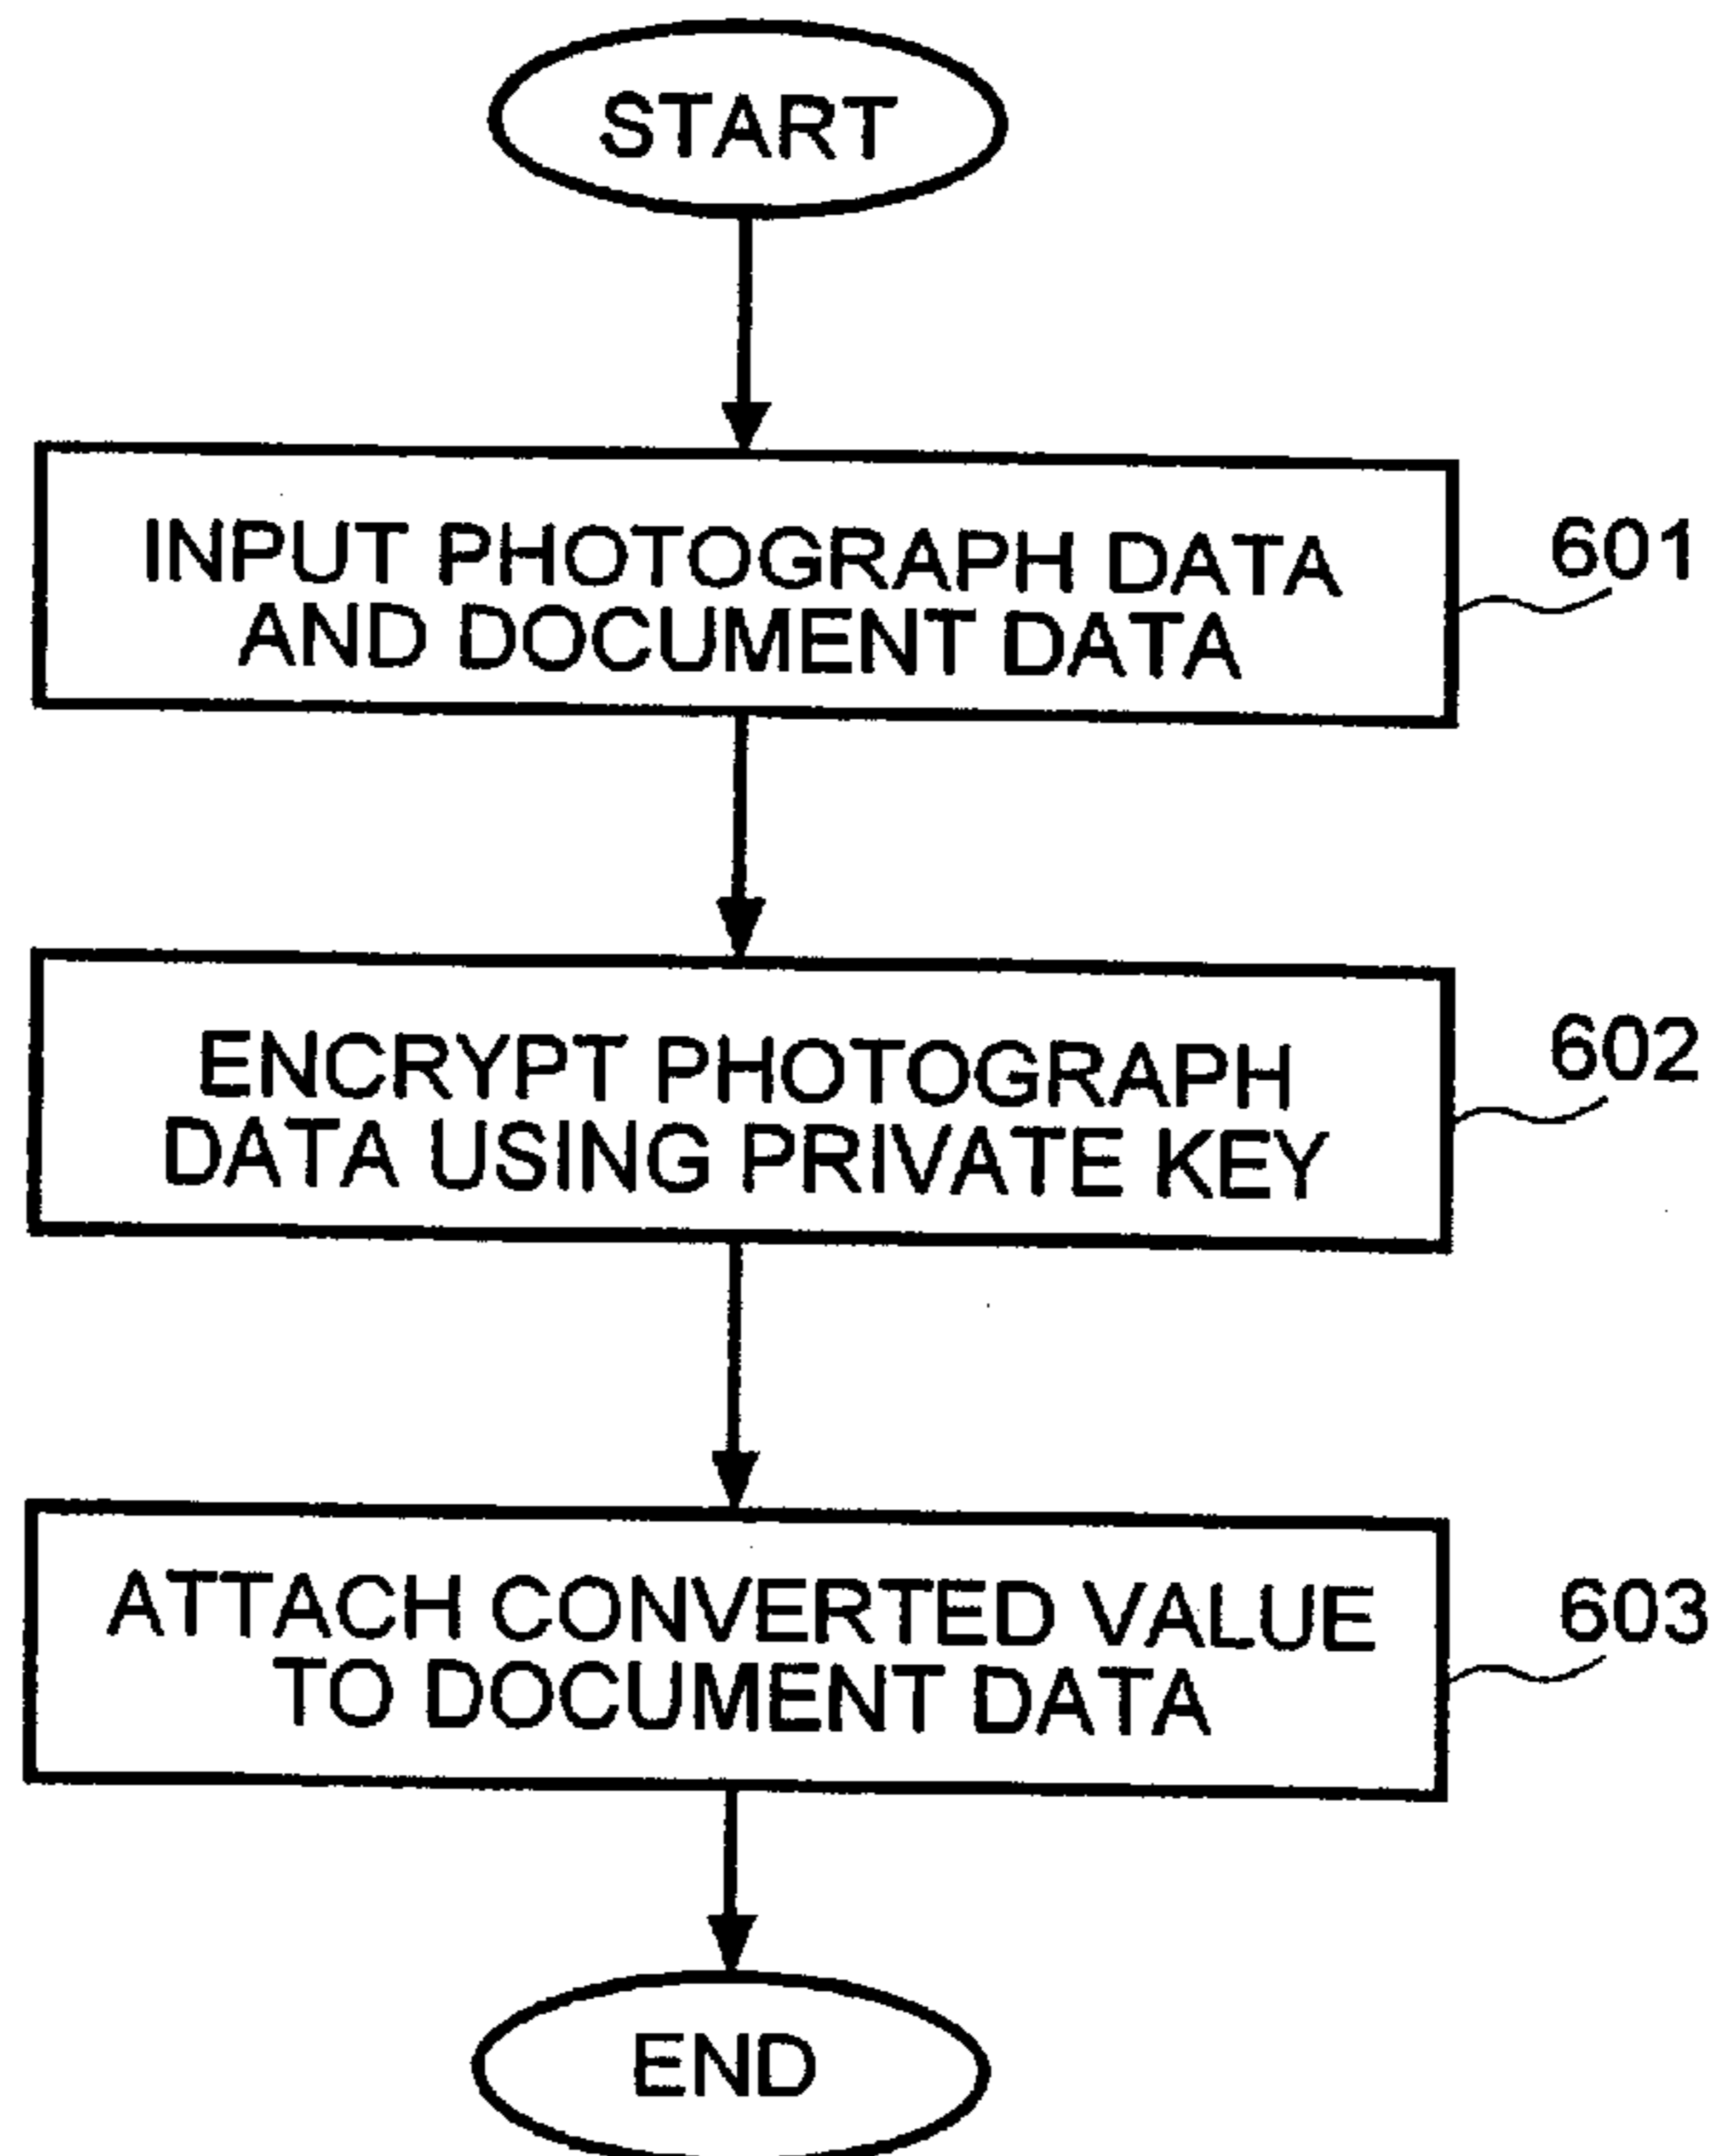 START
INPUT PHOTOGRAPH DATA
AND DOCUMENT DATA
601
ENCRYPT PHOTOGRAPH
DATA USING PRIVATE KEY
602
ATTACH CONVERTED VALUE
TO DOCUMENT DATA
603
END